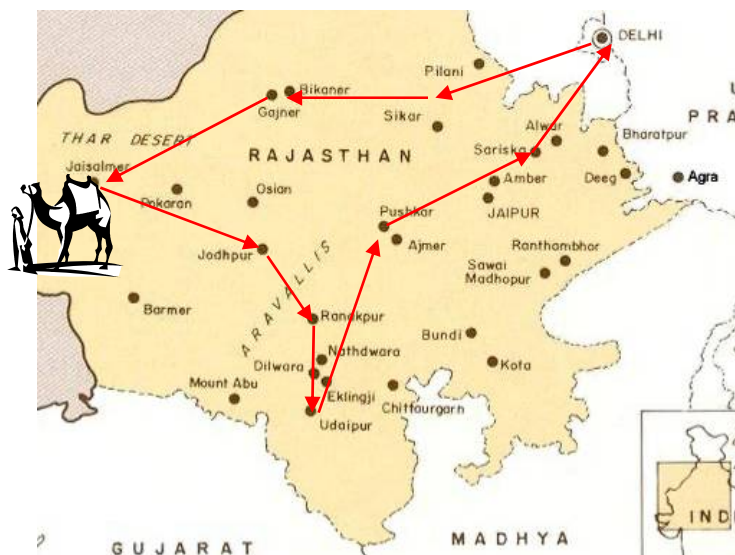 DELHI
Pilani
U
PRA
Bikaner
Gajner
Sikar
THAR DESERT
Alwar
Bharatpur
RAJASTHAN
Sariska
Jaisalmer
Amber
Deeg
Agra
Pokaran
Osian
JAIPUR
Pushkar
Ajmer
Jodhpur
Ranthambhor
Sawai
Madhopur
ARAVALLIS
Barmer
Ranakpur
Bundi
Nathdwara
Kota
Dilwara
Mount Abu
Eklingji
Chittaurgarh
Udaipur
IND
GUJARAT
MADHYA